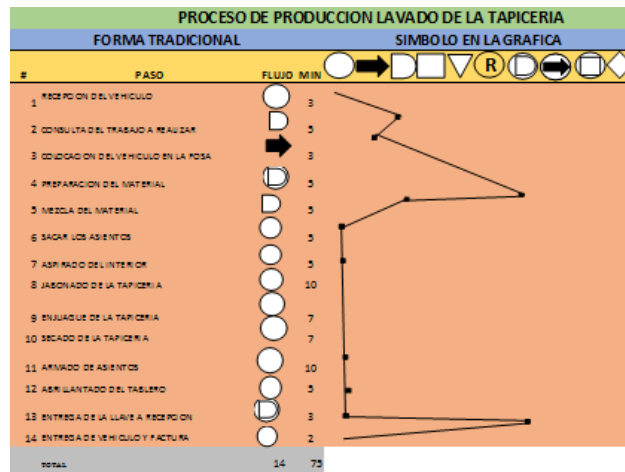 PROCESO DE PRODUCCION LAVADO DE LA TAPICERIA
FORMA TRADICIONAL SIMBOLO EN LA GRAFICA
# PASO FLUJO MIN R
1 RECEPCION DEL VEHICULO 3
2 CONSULTA DEL TRABAJO A REALIZAR 5
3 COLOCACION DEL VEHICULO EN LA FOSA 3
4 PREPARACION DEL MATERIAL 5
5 MEZCLA DEL MATERIAL 5
6 SACAR LOS ASIENTOS 5
7 ASPIRADO DEL INTERIOR 5
8 JABONADO DE LA TAPICERIA 10
9 ENJUAGUE DE LA TAPICERIA 7
10 SECADO DE LA TAPICERIA 7
11 ARMADO DE ASIENTOS 10
12 ABRILLANTADO DEL TABLERO 5
13 ENTREGA DE LA LLAVE A RECEPCION 3
14 ENTREGA DE VEHICULO Y FACTURA 2
TOTAL 14 75